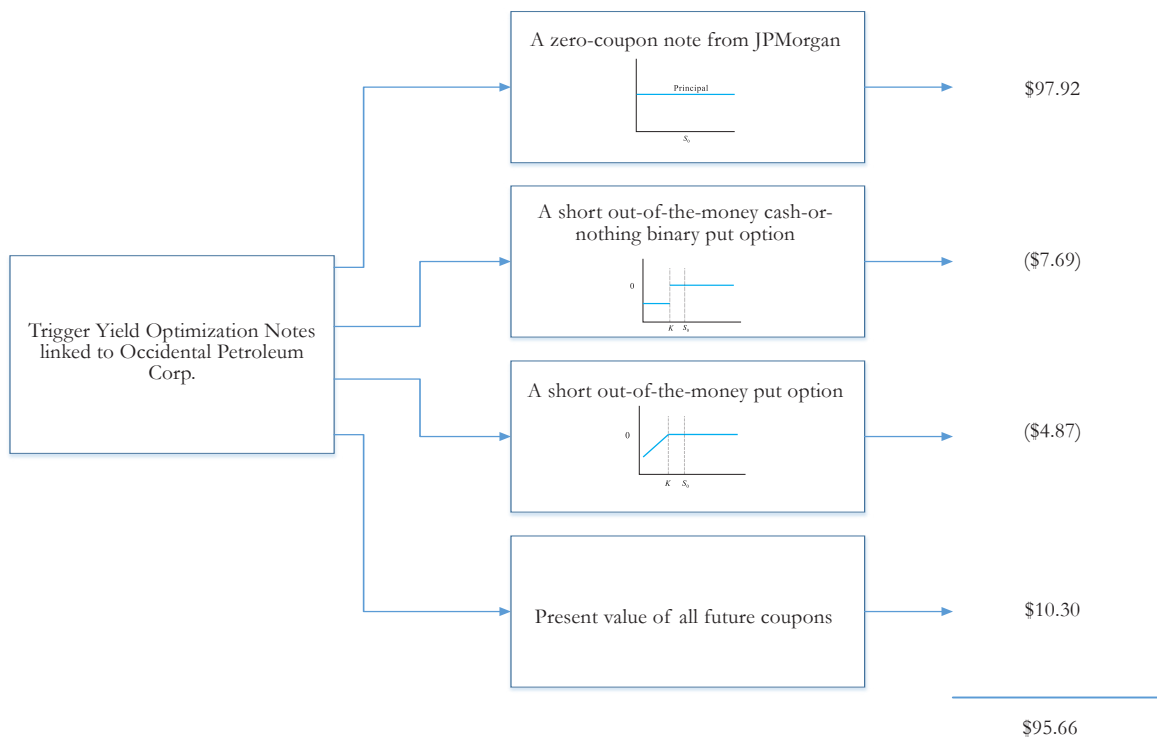 A zero-coupon note from JPMorgan
Principal
S₀
$97.92
A short out-of-the-money cash-or-
nothing binary put option
0
K S₀
($7.69)
Trigger Yield Optimization Notes
linked to Occidental Petroleum
Corp.
A short out-of-the-money put option
0
K S₀
($4.87)
Present value of all future coupons
$10.30
$95.66